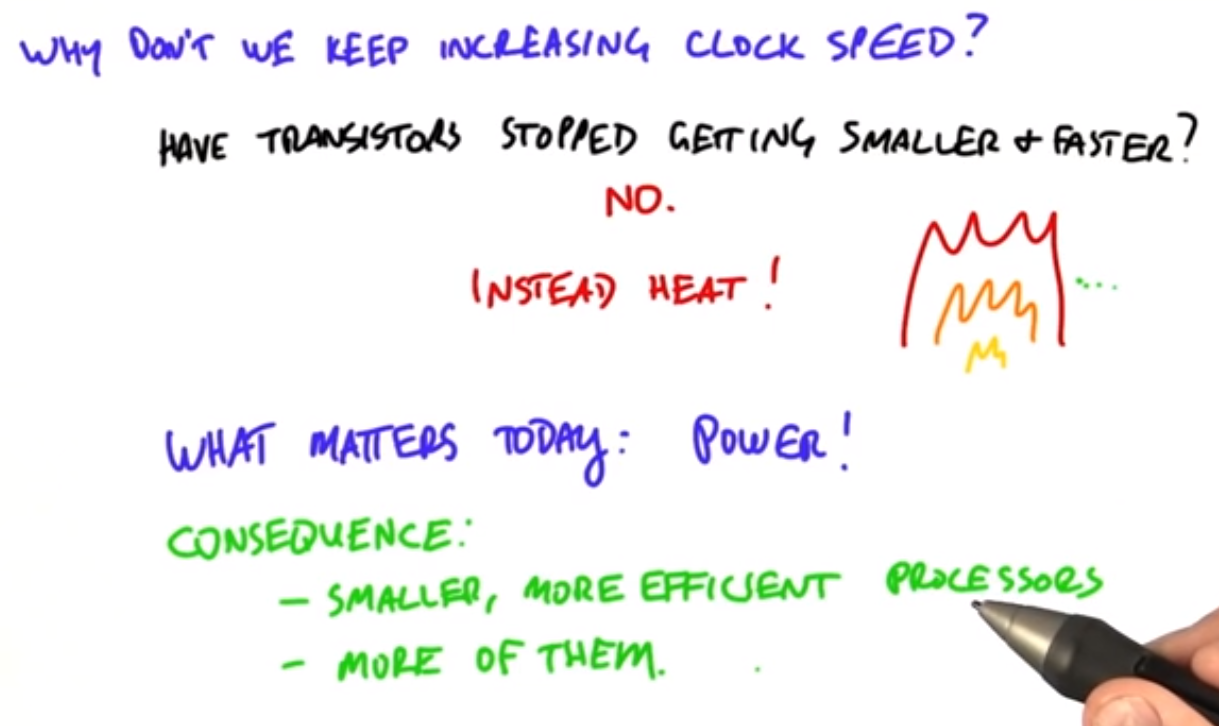 WHY DON'T WE KEEP INCREASING CLOCK SPEED?
HAVE TRANSISTORS STOPPED GETTING SMALLER + FASTER?
NO.
INSTEAD HEAT!
WHAT MATTERS TODAY: POWER!
CONSEQUENCE:
- SMALLER, MORE EFFICIENT PROCESSORS
- MORE OF THEM.